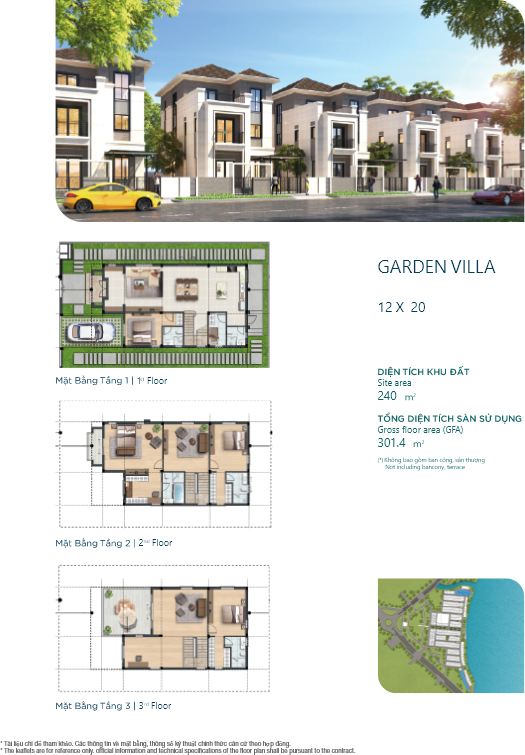 GARDEN VILLA
12 X 20
DIỆN TÍCH KHU ĐẤT
Site area
240 m²
TỔNG DIỆN TÍCH SÀN SỬ DỤNG
Gross floor area (GFA)
301.4 m²
(*) Không bao gồm ban công, sân thượng
Not including bancony, terrace
Mặt Bằng Tầng 1 | 1st Floor
Mặt Bằng Tầng 2 | 2nd Floor
Mặt Bằng Tầng 3 | 3rd Floor
* Tài liệu chỉ để tham khảo. Các thông tin về mặt bằng, thông số kỹ thuật chính thức căn cứ theo hợp đồng.
* The leaflets are for reference only. official information and technical specifications of the floor plan shall be pursuant to the contract.